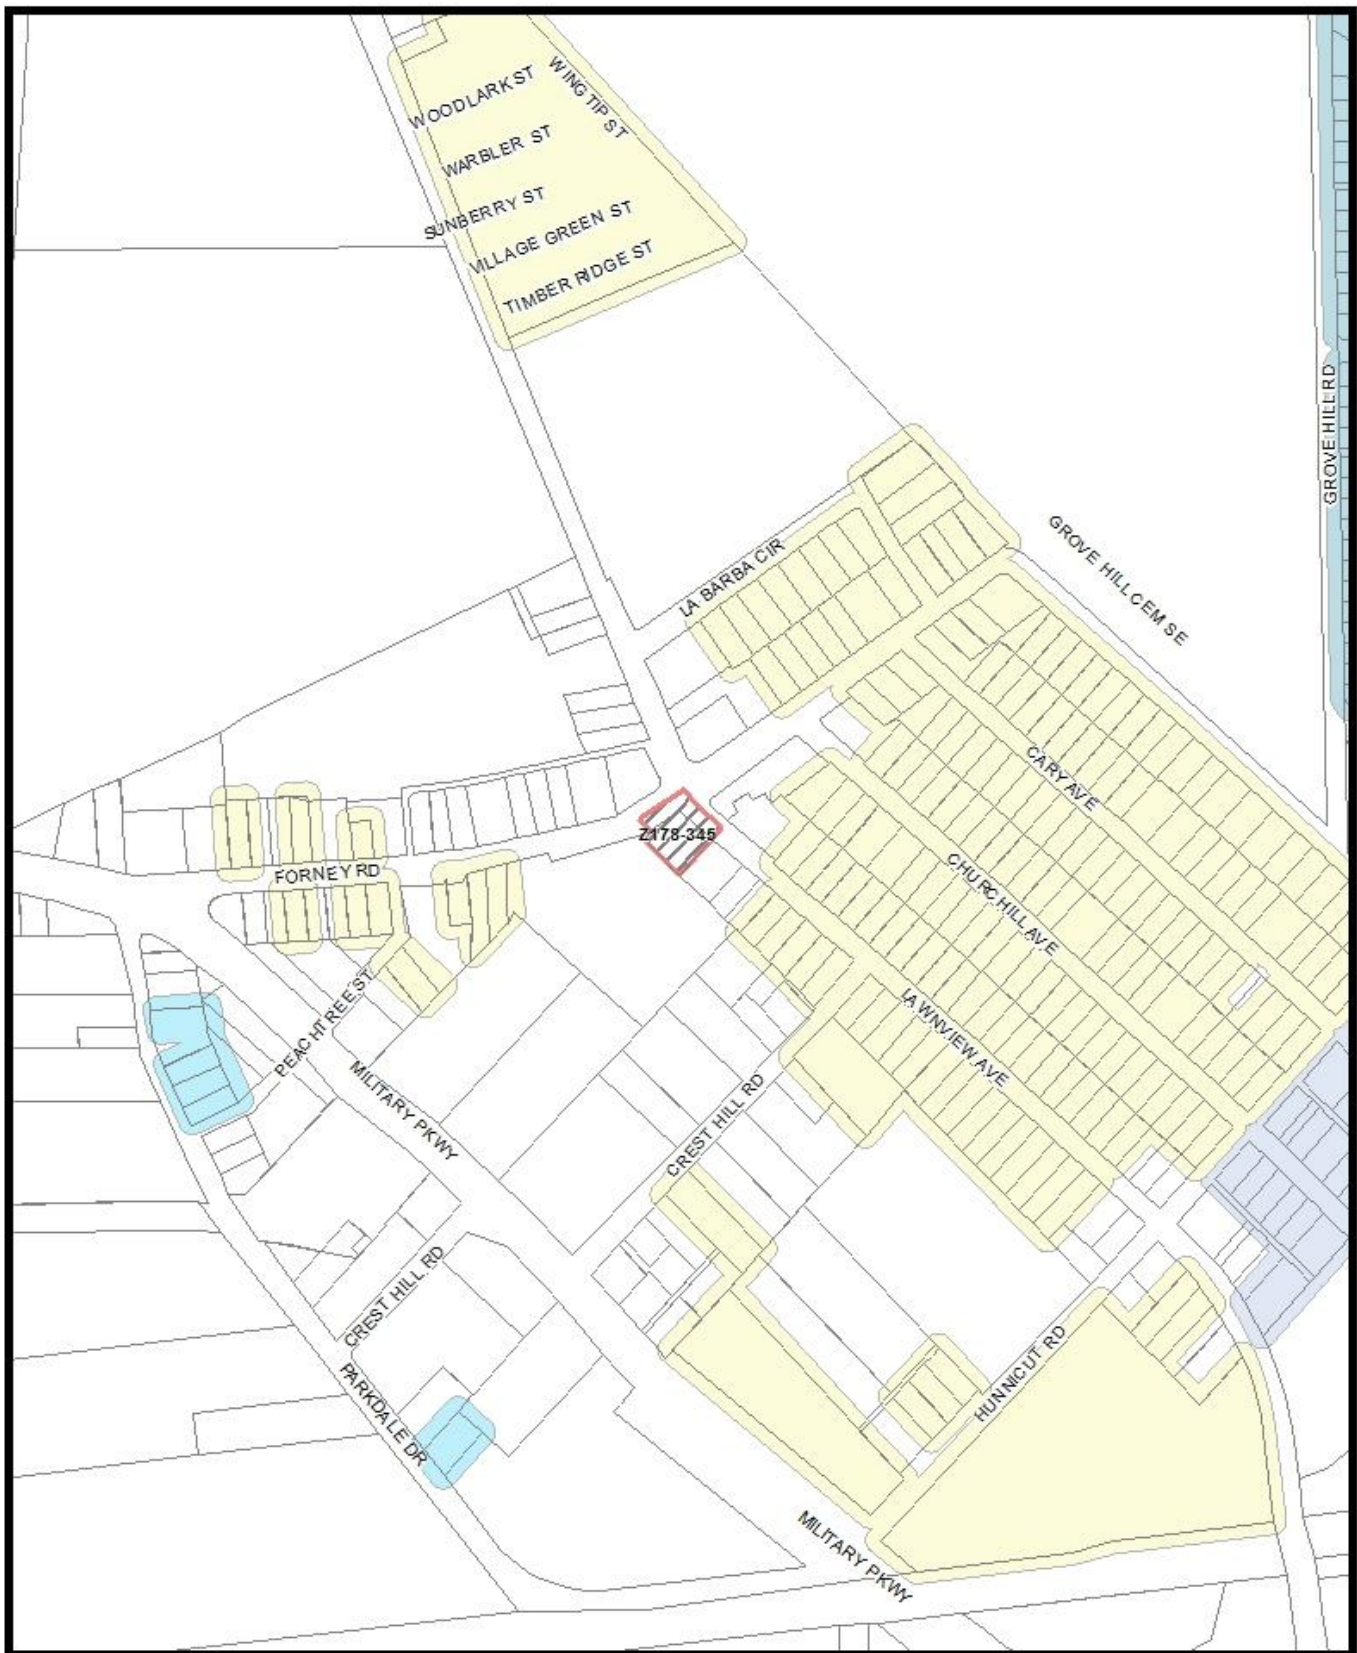 WOODLARK ST
WING TIP ST
WARBLER ST
SUNBERRY ST
VILLAGE GREEN ST
TIMBER RIDGE ST
GROVE HILL RD
GROVE HILL CEM SE
LA BARBA CIR
CARY AVE
Z178-345
CHURCHILL AVE
FORNEY RD
LAWNVIEW AVE
PEACHTREE ST
MILITARY PKWY
CREST HILL RD
CREST HILL RD
HUNNICUT RD
PARKDALE DR
MILITARY PKWY